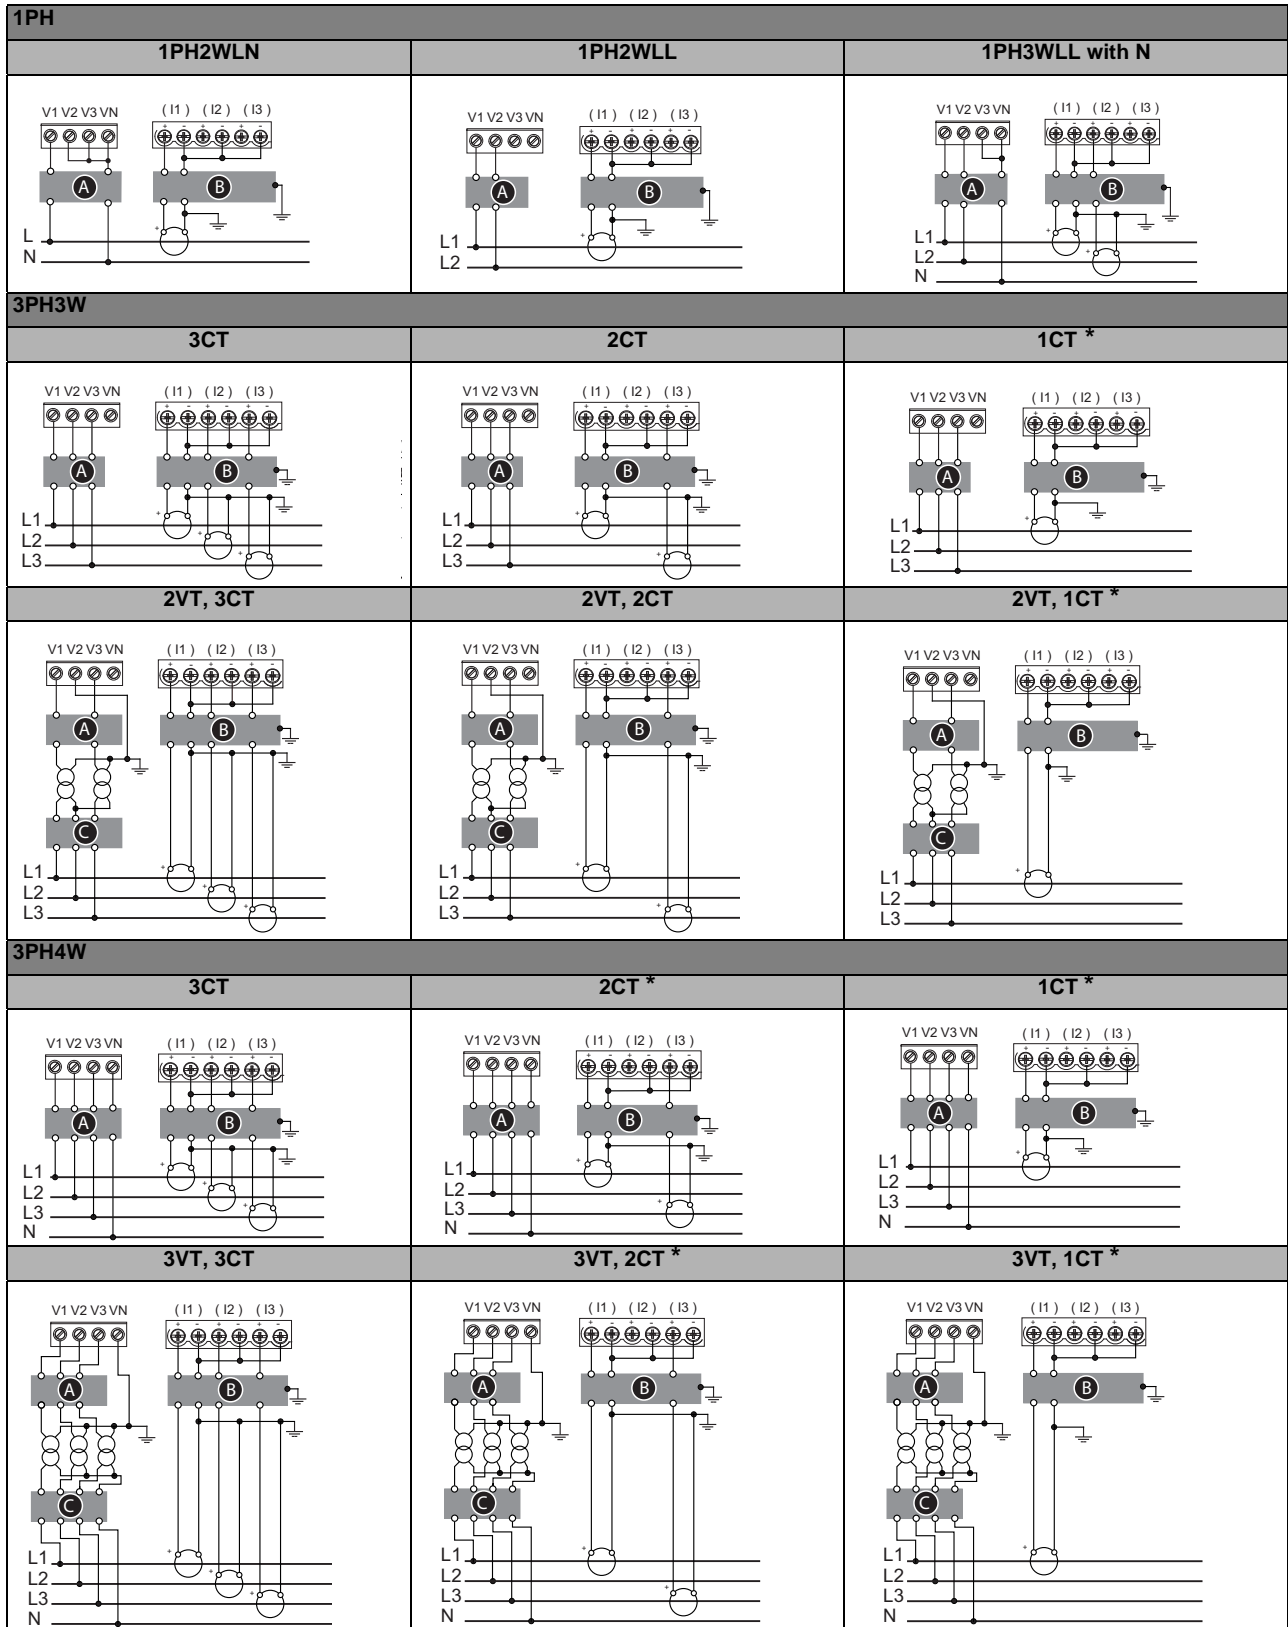 1PH
1PH2WLN 1PH2WLL 1PH3WLL with N
V1 V2 V3 VN ( I1 ) ( I2 ) ( I3 )
+ - + - + -
A B
+
L
N
V1 V2 V3 VN ( I1 ) ( I2 ) ( I3 )
+ - + - + -
A B
+
L1
L2
V1 V2 V3 VN ( I1 ) ( I2 ) ( I3 )
+ - + - + -
A B
+
+
L1
L2
N
3PH3W
3CT 2CT 1CT *
V1 V2 V3 VN ( I1 ) ( I2 ) ( I3 )
+ - + - + -
A B
+
+
+
L1
L2
L3
V1 V2 V3 VN ( I1 ) ( I2 ) ( I3 )
+ - + - + -
A B
+
+
L1
L2
L3
V1 V2 V3 VN ( I1 ) ( I2 ) ( I3 )
+ - + - + -
A B
+
L1
L2
L3
2VT, 3CT 2VT, 2CT 2VT, 1CT *
V1 V2 V3 VN ( I1 ) ( I2 ) ( I3 )
+ - + - + -
A B
C
+
+
+
L1
L2
L3
V1 V2 V3 VN ( I1 ) ( I2 ) ( I3 )
+ - + - + -
A B
C
+
+
L1
L2
L3
V1 V2 V3 VN ( I1 ) ( I2 ) ( I3 )
+ - + - + -
A B
C
+
L1
L2
L3
3PH4W
3CT 2CT * 1CT *
V1 V2 V3 VN ( I1 ) ( I2 ) ( I3 )
+ - + - + -
A B
+
+
+
L1
L2
L3
N
V1 V2 V3 VN ( I1 ) ( I2 ) ( I3 )
+ - + - + -
A B
+
+
L1
L2
L3
N
V1 V2 V3 VN ( I1 ) ( I2 ) ( I3 )
+ - + - + -
A B
+
L1
L2
L3
N
3VT, 3CT 3VT, 2CT * 3VT, 1CT *
V1 V2 V3 VN ( I1 ) ( I2 ) ( I3 )
+ - + - + -
A B
C
+
+
+
L1
L2
L3
N
V1 V2 V3 VN ( I1 ) ( I2 ) ( I3 )
+ - + - + -
A B
C
+
+
L1
L2
L3
N
V1 V2 V3 VN ( I1 ) ( I2 ) ( I3 )
+ - + - + -
A B
C
+
L1
L2
L3
N